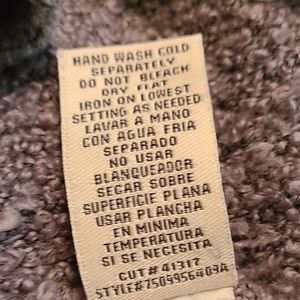 HAND WASH COLD
SEPARATELY
DO NOT BLEACH
DRY FLAT
IRON ON LOWEST
SETTING AS NEEDED
LAVAR A MANO
CON AGUA FRIA
SEPARADO
NO USAR
BLANQUEADOR
SECAR SOBRE
SUPERFICIE PLANA
USAR PLANCHA
EN MINIMA
TEMPERATURA
SI SE NECESITA
CUT# 41317
STYLE#7509956409A